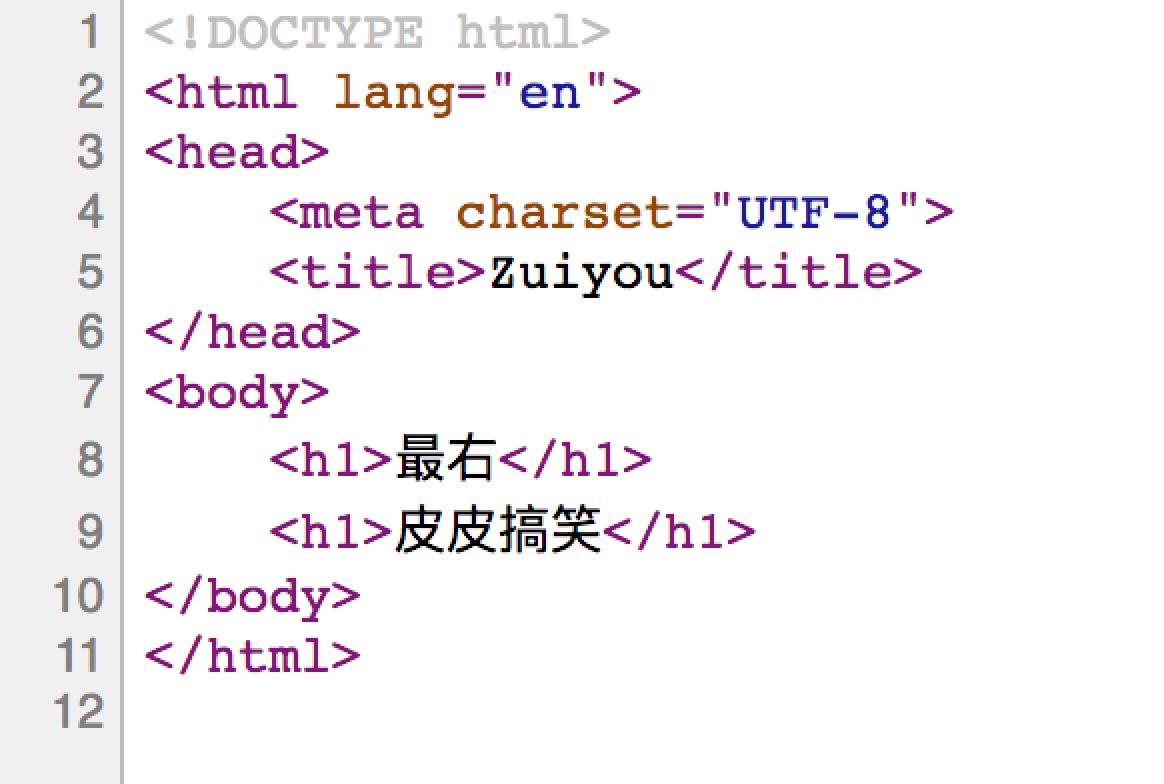 1 <!DOCTYPE html>
2 <html lang="en">
3 <head>
4     <meta charset="UTF-8">
5     <title>Zuiyou</title>
6 </head>
7 <body>
8     <h1>最右</h1>
9     <h1>皮皮搞笑</h1>
10 </body>
11 </html>
12